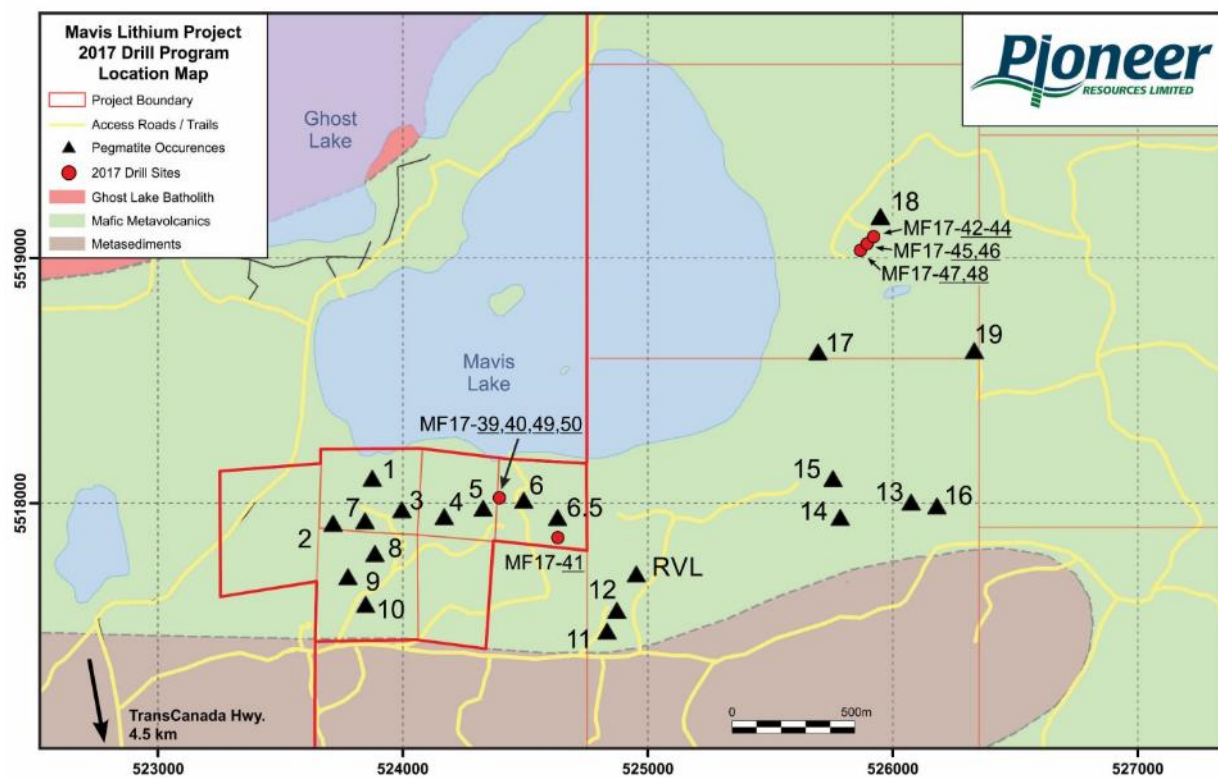 Mavis Lithium Project
2017 Drill Program
Location Map
Project Boundary
Access Roads / Trails
Pegmatite Occurences
2017 Drill Sites
Ghost Lake Batholith
Mafic Metavolcanics
Metasediments
Pioneer
RESOURCES LIMITED
Ghost
Lake
18
MF17-42-44
MF17-45,46
MF17-47,48
5519000
17
19
Mavis
Lake
MF17-39,40,49,50
1
5
6
15
7
3
4
6.5
13
16
5518000
2
14
8
MF17-41
RVL
9
12
10
11
0
500m
TransCanada Hwy.
4.5 km
523000
524000
525000
526000
527000